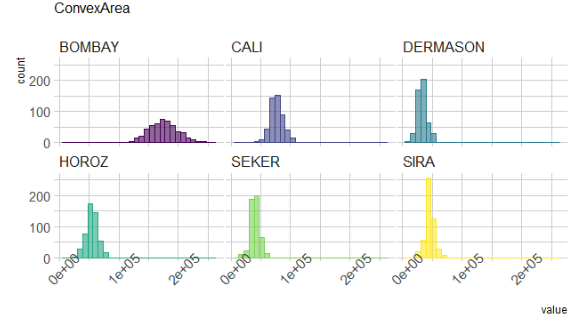 ConvexArea
BOMBAY CALI DERMASON
count
200
100
0
HOROZ SEKER SIRA
200
100
0
0e+00 1e+05 2e+05 0e+00 1e+05 2e+05 0e+00 1e+05 2e+05
value